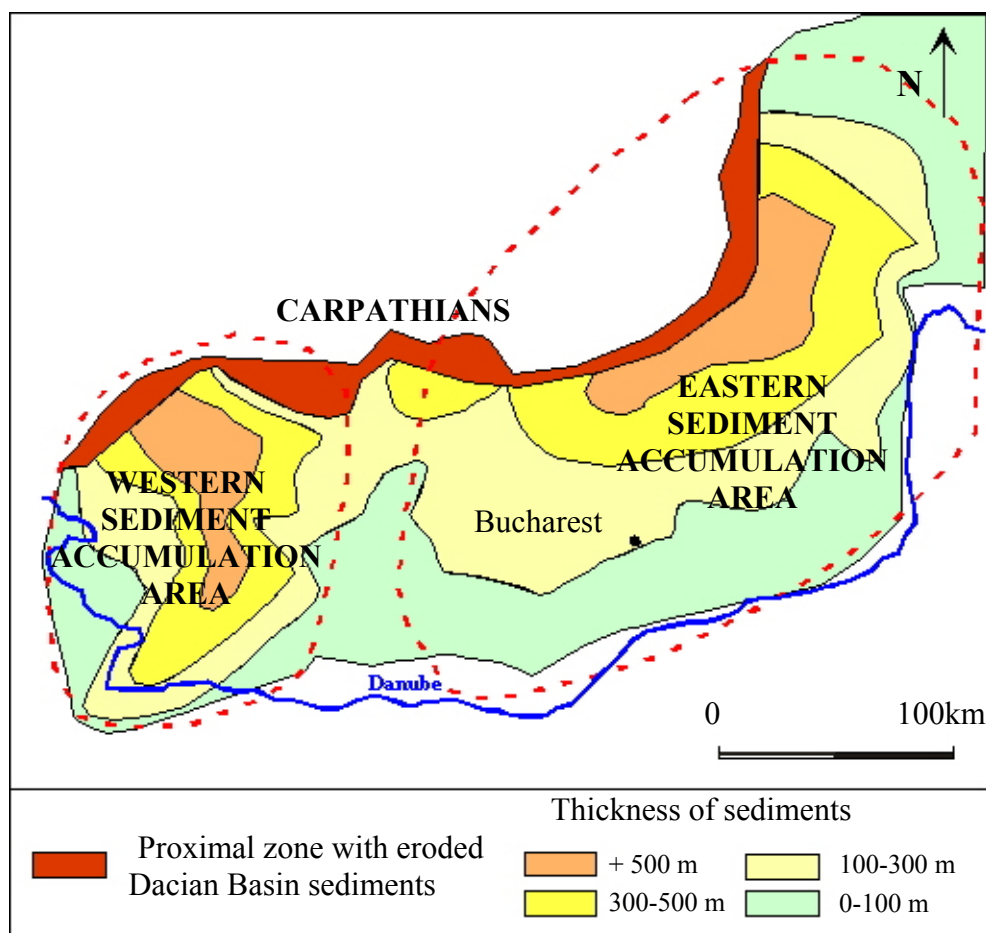 N
CARPATHIANS
EASTERN
SEDIMENT
ACCUMULATION
AREA
WESTERN
SEDIMENT
ACCUMULATION
AREA
Bucharest
Danube
0 100km
Thickness of sediments
Proximal zone with eroded
Dacian Basin sediments
+ 500 m
300-500 m
100-300 m
0-100 m